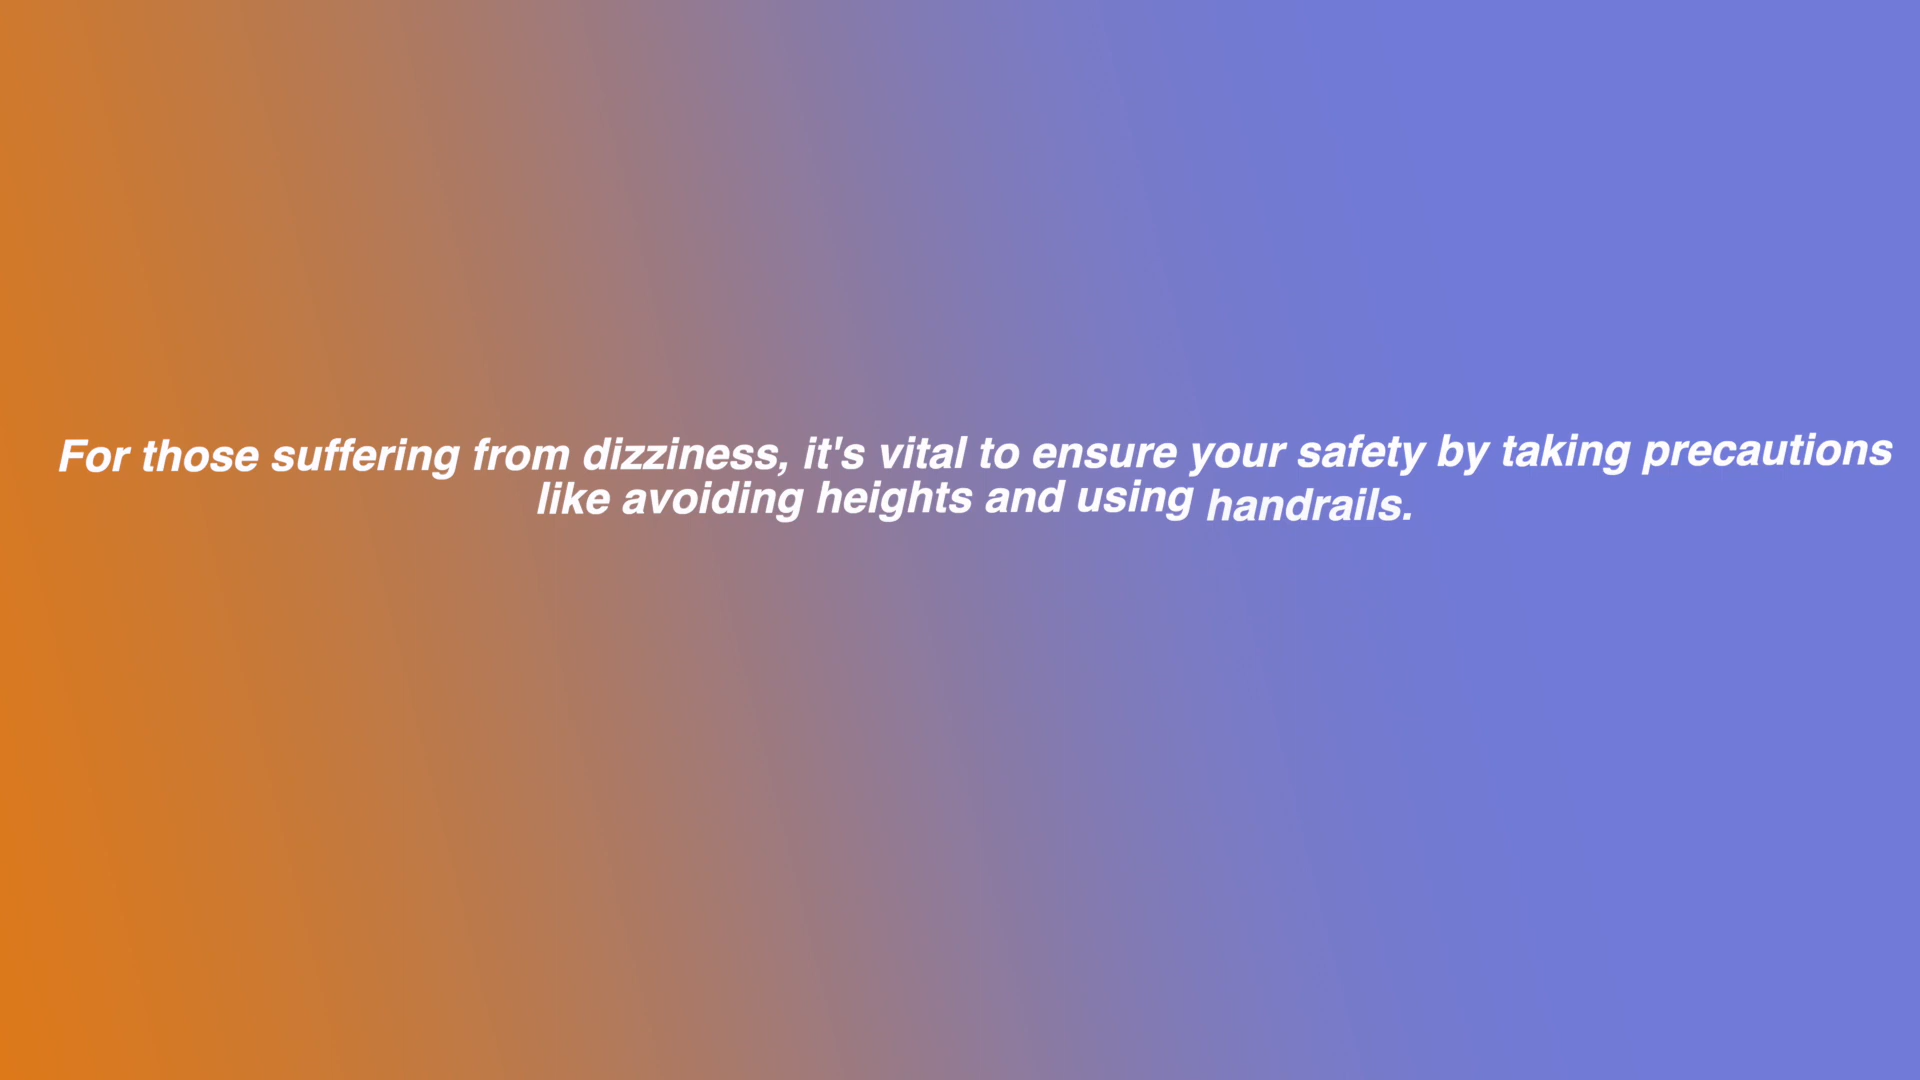 For those suffering from dizziness, it's vital to ensure your safety by taking precautions
like avoiding heights and using handrails.